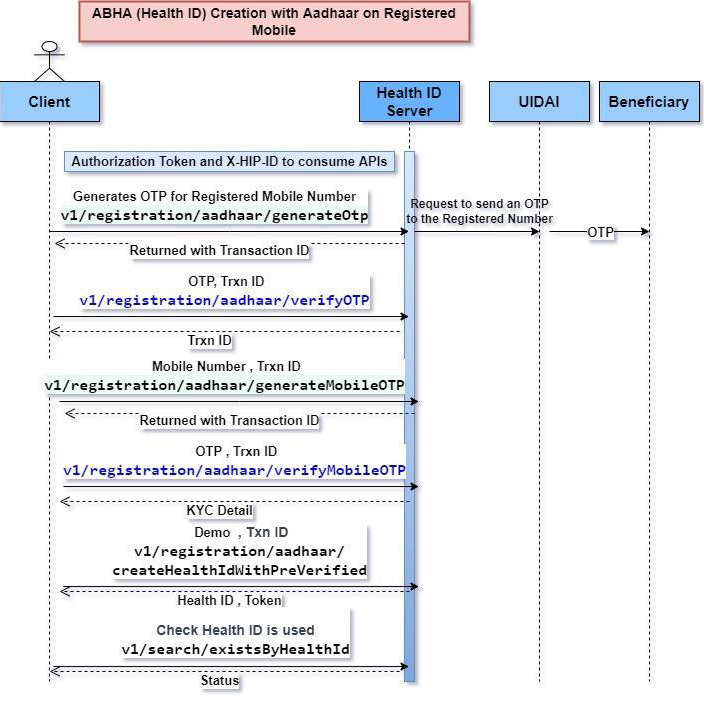 ABHA (Health ID) Creation with Aadhaar on Registered
Mobile
Client
Health ID
Server
UIDAI
Beneficiary
Authorization Token and X-HIP-ID to consume APIs
Generates OTP for Registered Mobile Number
v1/registration/aadhaar/generateOtp
Request to send an OTP
to the Registered Number
OTP
Returned with Transaction ID
OTP, Trxn ID
v1/registration/aadhaar/verifyOTP
Trxn ID
Mobile Number , Trxn ID
v1/registration/aadhaar/generateMobileOTP
Returned with Transaction ID
OTP , Trxn ID
v1/registration/aadhaar/verifyMobileOTP
KYC Detail
Demo , Txn ID
v1/registration/aadhaar/
createHealthIdWithPreVerified
Health ID , Token
Check Health ID is used
v1/search/existsByHealthId
Status